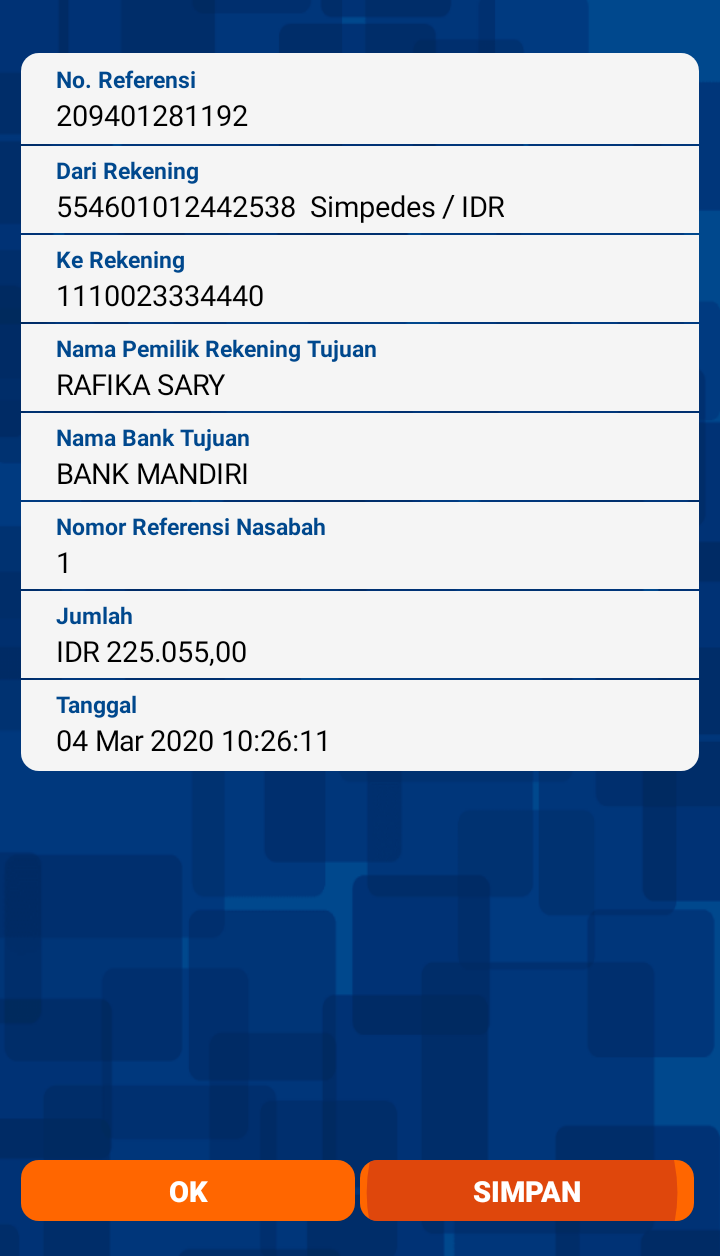 No. Referensi
209401281192
Dari Rekening
554601012442538  Simpedes / IDR
Ke Rekening
1110023334440
Nama Pemilik Rekening Tujuan
RAFIKA SARY
Nama Bank Tujuan
BANK MANDIRI
Nomor Referensi Nasabah
1
Jumlah
IDR 225.055,00
Tanggal
04 Mar 2020 10:26:11
OK
SIMPAN